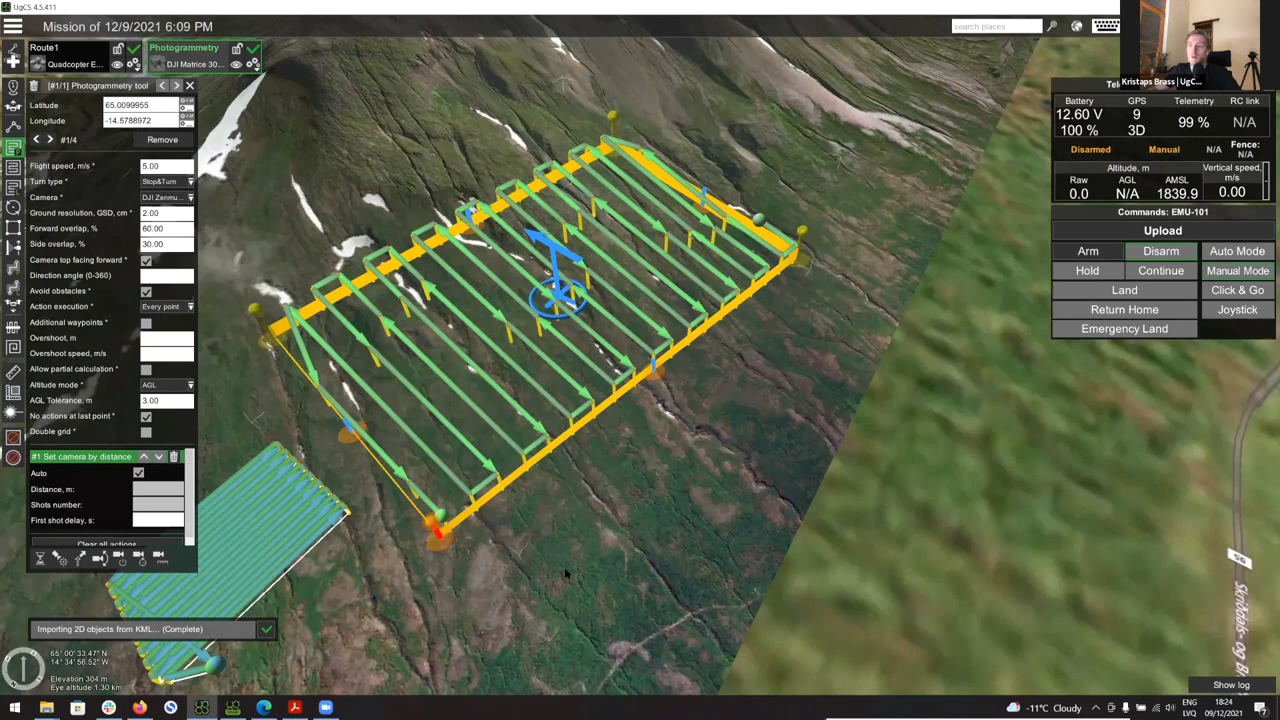 UgCS 4.5.411
Mission of 12/9/2021 6:09 PM
search places
Route1
Quadcopter E...
Photogrammetry
DJI Matrice 30...
Kristaps Brass | UgC...
[#1/1] Photogrammetry tool
Latitude 65.0099955
Longitude -14.5788972
#1/4 Remove
Flight speed, m/s * 5.00
Turn type * Stop&Turn
Camera * DJI Zenmu...
Ground resolution, GSD, cm * 2.00
Forward overlap, % 60.00
Side overlap, % 30.00
Camera top facing forward *
Direction angle (0-360)
Avoid obstacles *
Action execution * Every point
Additional waypoints *
Overshoot, m
Overshoot speed, m/s
Allow partial calculation *
Altitude mode * AGL
AGL Tolerance, m * 3.00
No actions at last point *
Double grid *
#1 Set camera by distance
Auto
Distance, m:
Shots number:
First shot delay, s:
Clear all actions
Importing 2D objects from KML... (Complete)
65° 00' 33.47" N
14° 34' 56.52" W
Elevation 304 m
Eye altitude 1.30 km
Battery GPS Telemetry RC link
12.60 V 9 99 % N/A
100 % 3D
Disarmed Manual N/A Fence: N/A
Altitude, m Vertical speed, m/s
Raw AGL AMSL
0.0 N/A 1839.9 0.00
Commands: EMU-101
Upload
Arm Disarm Auto Mode
Hold Continue Manual Mode
Land Click & Go
Return Home Joystick
Emergency Land
Show log
-11°C Cloudy
ENG
LVQ
18:24
09/12/2021
7